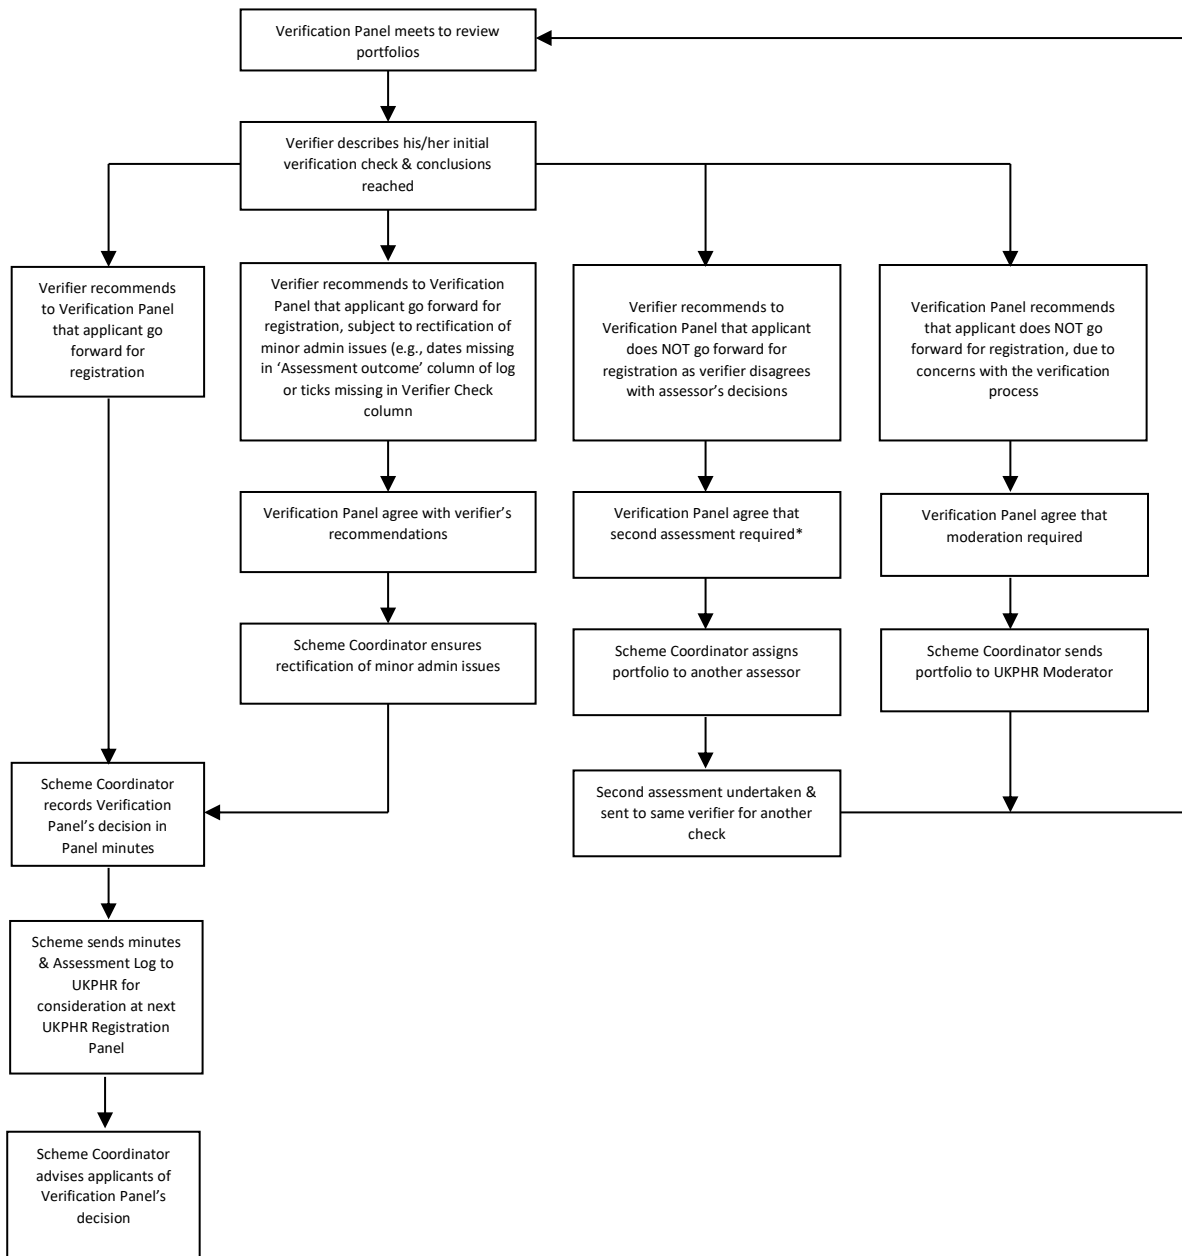 Verification Panel meets to review
portfolios
Verifier describes his/her initial
verification check & conclusions
reached
Verifier recommends
to Verification Panel
that applicant go
forward for
registration
Verifier recommends to Verification
Panel that applicant go forward for
registration, subject to rectification of
minor admin issues (e.g., dates missing
in ‘Assessment outcome’ column of log
or ticks missing in Verifier Check
column
Verifier recommends to
Verification Panel that applicant
does NOT go forward for
registration as verifier disagrees
with assessor’s decisions
Verification Panel recommends
that applicant does NOT go
forward for registration, due to
concerns with the verification
process
Verification Panel agree with verifier’s
recommendations
Verification Panel agree that
second assessment required*
Verification Panel agree that
moderation required
Scheme Coordinator ensures
rectification of minor admin issues
Scheme Coordinator assigns
portfolio to another assessor
Scheme Coordinator sends
portfolio to UKPHR Moderator
Scheme Coordinator
records Verification
Panel’s decision in
Panel minutes
Second assessment undertaken &
sent to same verifier for another
check
Scheme sends minutes
& Assessment Log to
UKPHR for
consideration at next
UKPHR Registration
Panel
Scheme Coordinator
advises applicants of
Verification Panel’s
decision